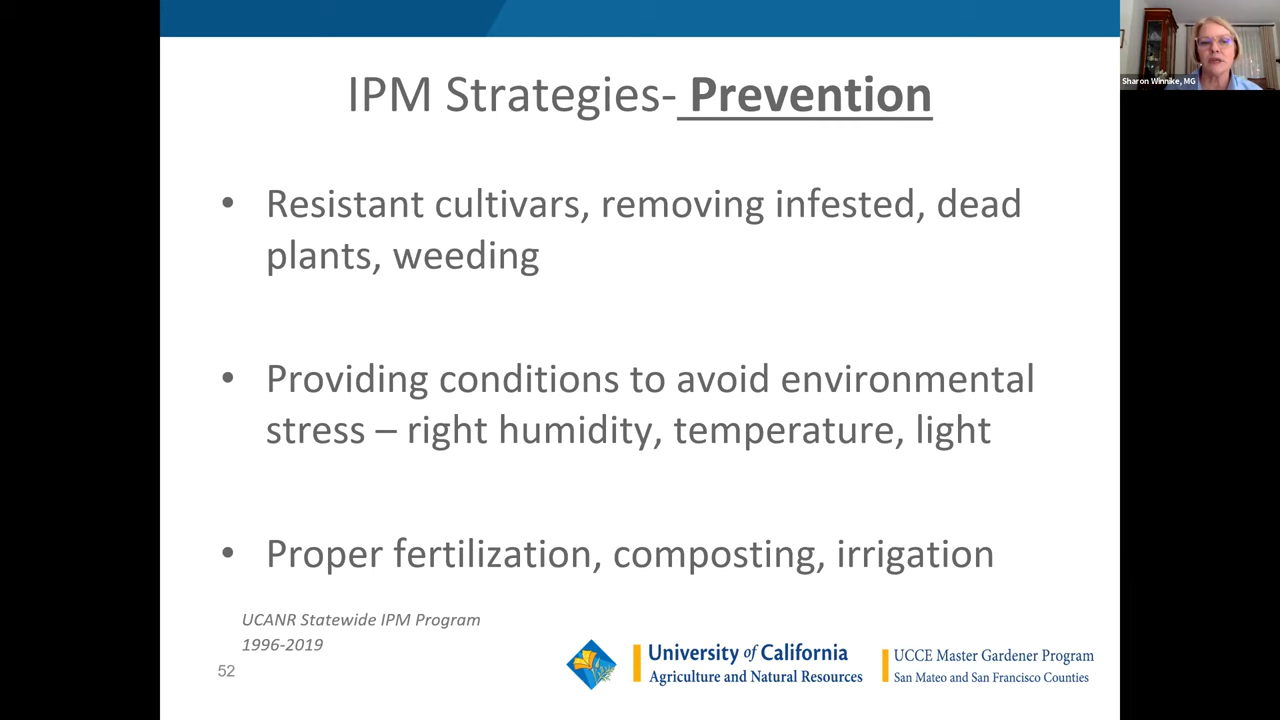 IPM Strategies- Prevention
Sharon Winnike, MG
• Resistant cultivars, removing infested, dead
plants, weeding
• Providing conditions to avoid environmental
stress – right humidity, temperature, light
• Proper fertilization, composting, irrigation
UCANR Statewide IPM Program
1996-2019
52
University of California
Agriculture and Natural Resources
UCCE Master Gardener Program
San Mateo and San Francisco Counties